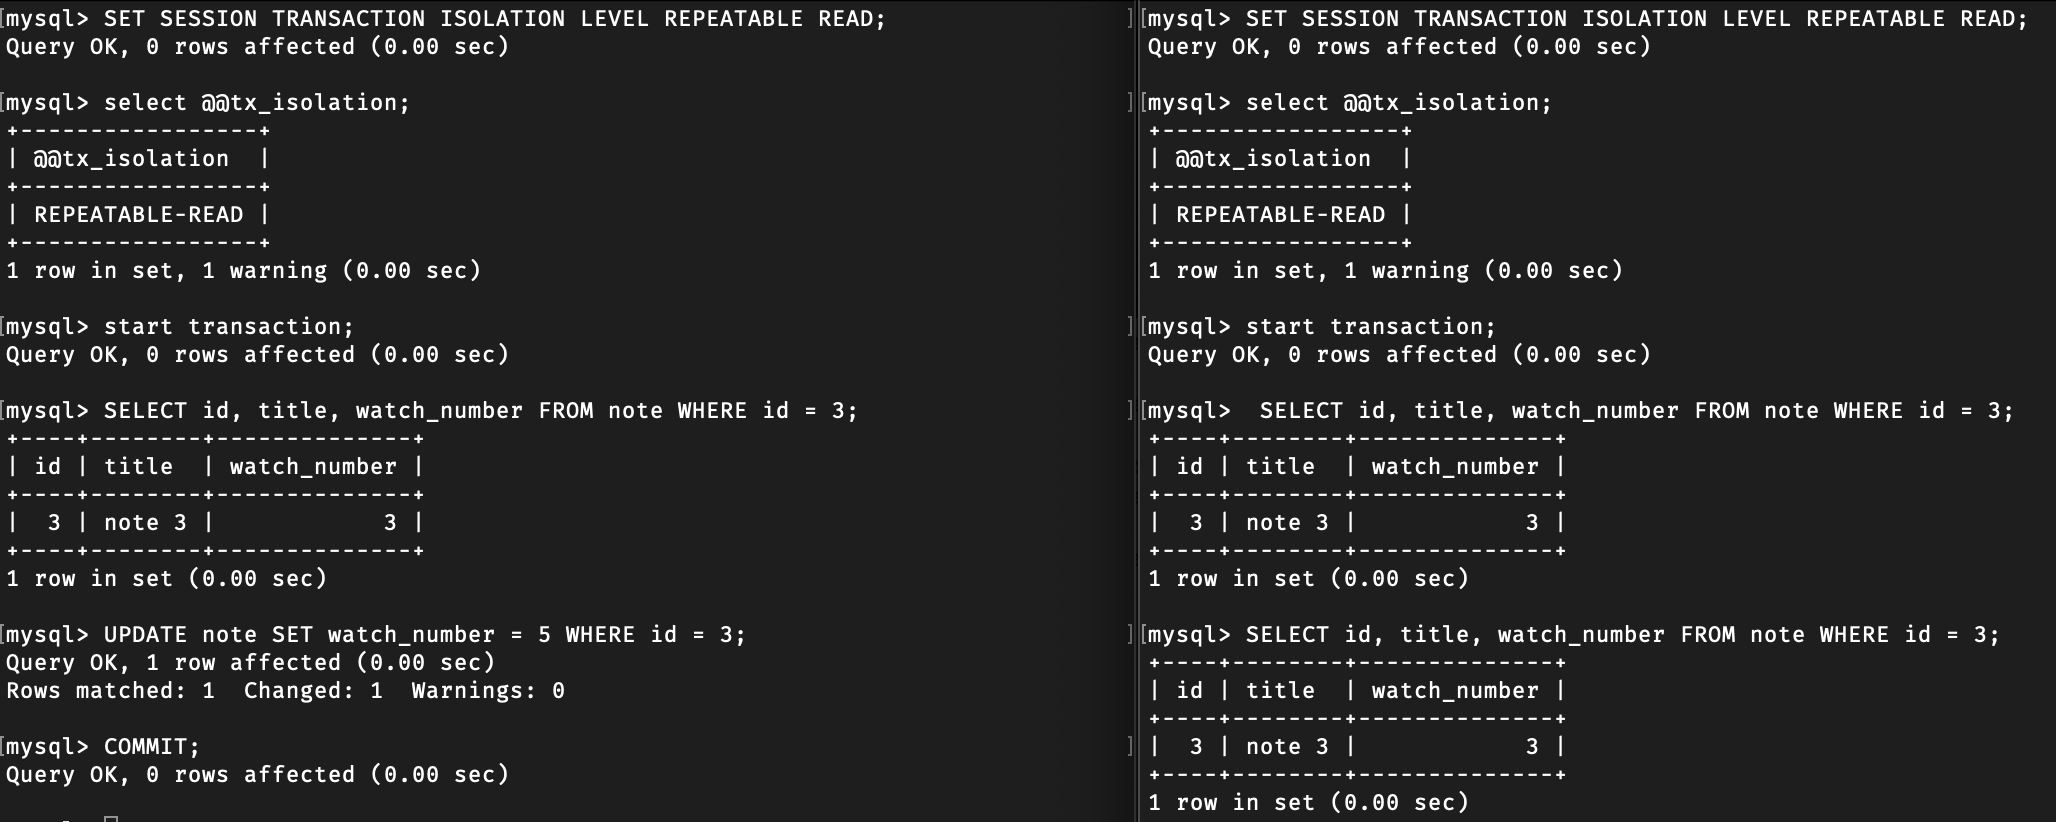 mysql> SET SESSION TRANSACTION ISOLATION LEVEL REPEATABLE READ;
Query OK, 0 rows affected (0.00 sec)

mysql> select @@tx_isolation;
+-----------------+
| @@tx_isolation  |
+-----------------+
| REPEATABLE-READ |
+-----------------+
1 row in set, 1 warning (0.00 sec)

mysql> start transaction;
Query OK, 0 rows affected (0.00 sec)

mysql> SELECT id, title, watch_number FROM note WHERE id = 3;
+----+--------+--------------+
| id | title  | watch_number |
+----+--------+--------------+
|  3 | note 3 |            3 |
+----+--------+--------------+
1 row in set (0.00 sec)

mysql> UPDATE note SET watch_number = 5 WHERE id = 3;
Query OK, 1 row affected (0.00 sec)
Rows matched: 1  Changed: 1  Warnings: 0

mysql> COMMIT;
Query OK, 0 rows affected (0.00 sec)

mysql> SET SESSION TRANSACTION ISOLATION LEVEL REPEATABLE READ;
Query OK, 0 rows affected (0.00 sec)

mysql> select @@tx_isolation;
+-----------------+
| @@tx_isolation  |
+-----------------+
| REPEATABLE-READ |
+-----------------+
1 row in set, 1 warning (0.00 sec)

mysql> start transaction;
Query OK, 0 rows affected (0.00 sec)

mysql>  SELECT id, title, watch_number FROM note WHERE id = 3;
+----+--------+--------------+
| id | title  | watch_number |
+----+--------+--------------+
|  3 | note 3 |            3 |
+----+--------+--------------+
1 row in set (0.00 sec)

mysql> SELECT id, title, watch_number FROM note WHERE id = 3;
+----+--------+--------------+
| id | title  | watch_number |
+----+--------+--------------+
|  3 | note 3 |            3 |
+----+--------+--------------+
1 row in set (0.00 sec)